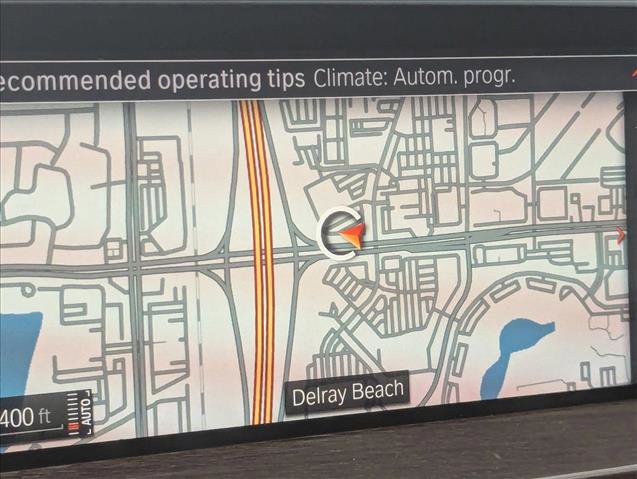 ecommended operating tips Climate: Autom. progr.
Delray Beach
400 ft
AUTO